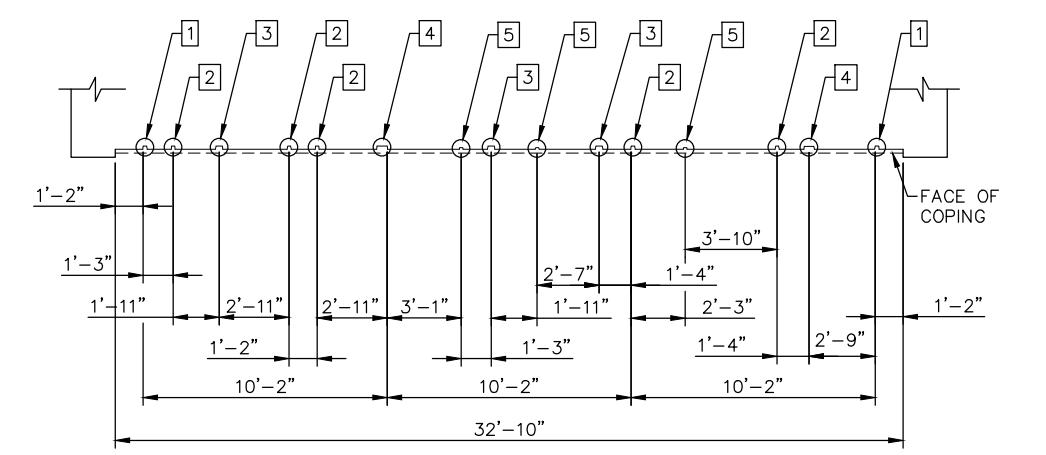 1 3 2 4 5 5 3 5 2 1
2 2 3 2 4
FACE OF
COPING
1'-2"
3'-10"
1'-3" 2'-7" 1'-4"
1'-11" 2'-11" 2'-11" 3'-1" 1'-11" 2'-3" 1'-2"
1'-2" 1'-3" 1'-4" 2'-9"
10'-2" 10'-2" 10'-2"
32'-10"